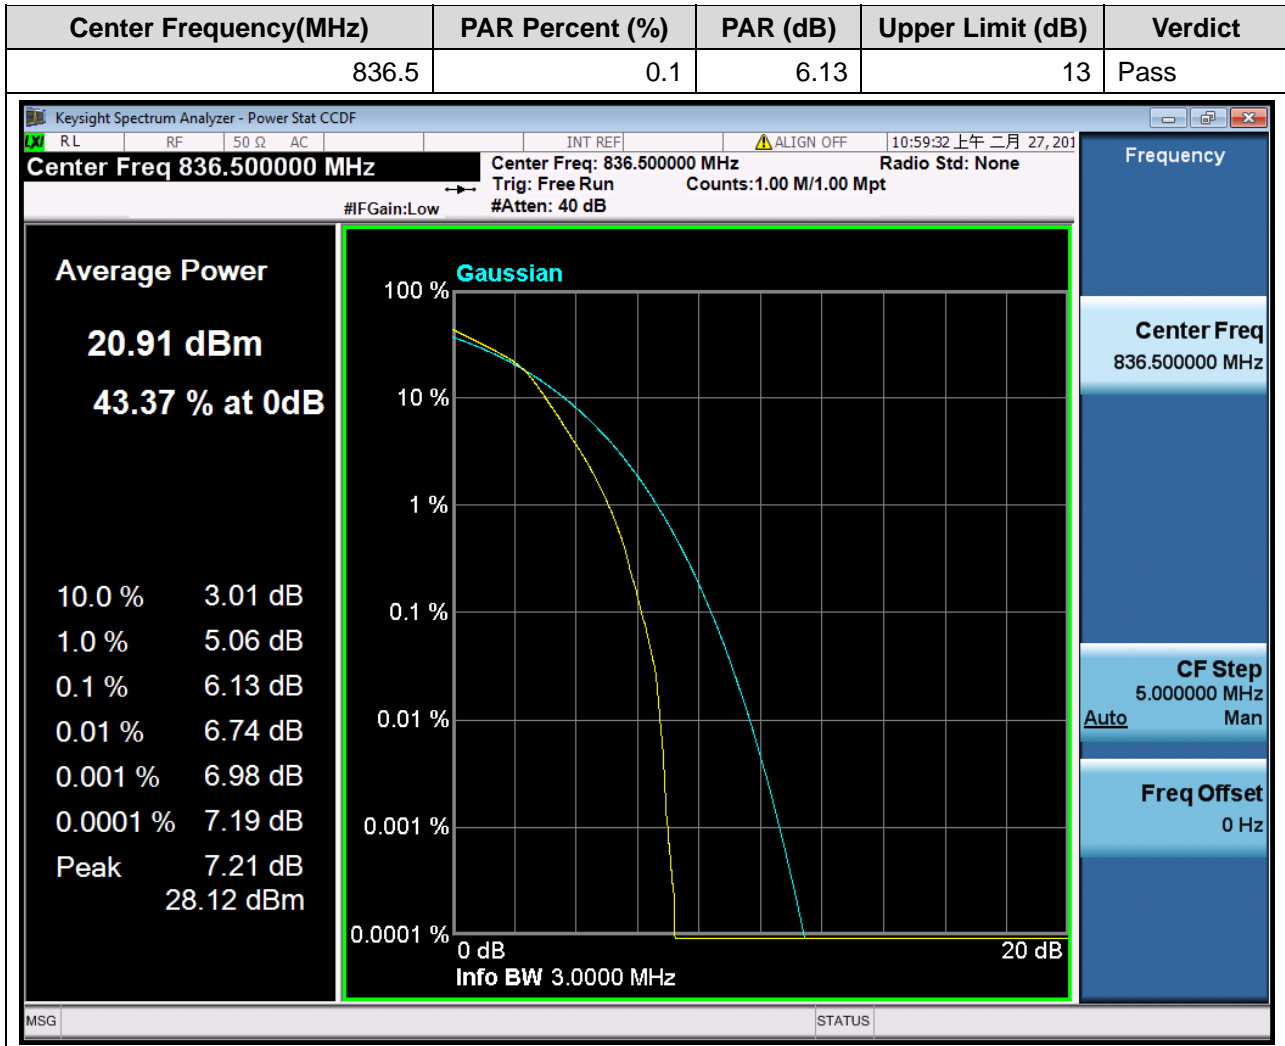 Center Frequency(MHz) PAR Percent (%) PAR (dB) Upper Limit (dB) Verdict
836.5 0.1 6.13 13 Pass
Keysight Spectrum Analyzer - Power Stat CCDF
LXI RL RF 50 Ω AC INT REF ALIGN OFF 10:59:32 上午 二月 27, 201
Center Freq 836.500000 MHz
Center Freq: 836.500000 MHz Radio Std: None
Trig: Free Run Counts:1.00 M/1.00 Mpt
#IFGain:Low #Atten: 40 dB
Average Power
20.91 dBm
43.37 % at 0dB
10.0 % 3.01 dB
1.0 % 5.06 dB
0.1 % 6.13 dB
0.01 % 6.74 dB
0.001 % 6.98 dB
0.0001 % 7.19 dB
Peak 7.21 dB
28.12 dBm
Gaussian
100 %
10 %
1 %
0.1 %
0.01 %
0.001 %
0.0001 %
0 dB 20 dB
Info BW 3.0000 MHz
Frequency
Center Freq
836.500000 MHz
CF Step
5.000000 MHz
Auto Man
Freq Offset
0 Hz
MSG STATUS